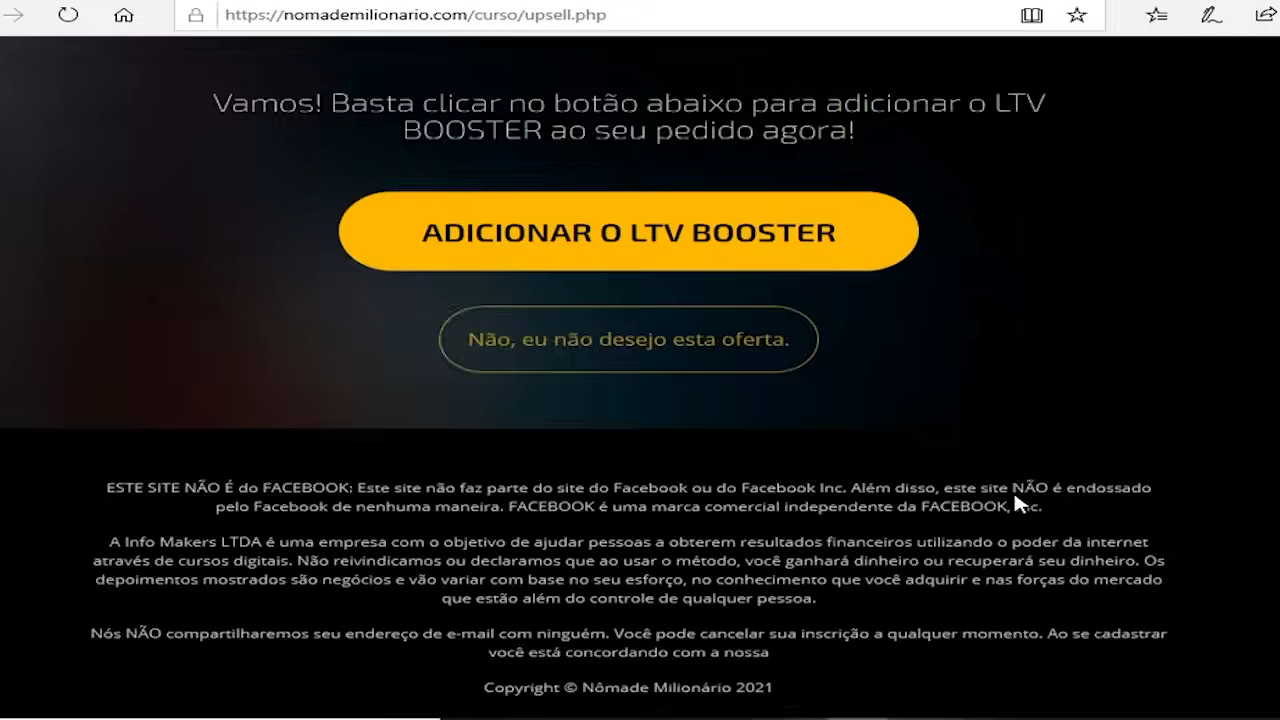 https://nomademilionario.com/curso/upsell.php
Vamos! Basta clicar no botão abaixo para adicionar o LTV
BOOSTER ao seu pedido agora!
ADICIONAR O LTV BOOSTER
Não, eu não desejo esta oferta.
ESTE SITE NÃO É do FACEBOOK: Este site não faz parte do site do Facebook ou do Facebook Inc. Além disso, este site NÃO é endossado
pelo Facebook de nenhuma maneira. FACEBOOK é uma marca comercial independente da FACEBOOK, Inc.
A Info Makers LTDA é uma empresa com o objetivo de ajudar pessoas a obterem resultados financeiros utilizando o poder da internet
através de cursos digitais. Não reivindicamos ou declaramos que ao usar o método, você ganhará dinheiro ou recuperará seu dinheiro. Os
depoimentos mostrados são negócios e vão variar com base no seu esforço, no conhecimento que você adquirir e nas forças do mercado
que estão além do controle de qualquer pessoa.
Nós NÃO compartilharemos seu endereço de e-mail com ninguém. Você pode cancelar sua inscrição a qualquer momento. Ao se cadastrar
você está concordando com a nossa
Copyright © Nômade Milionário 2021